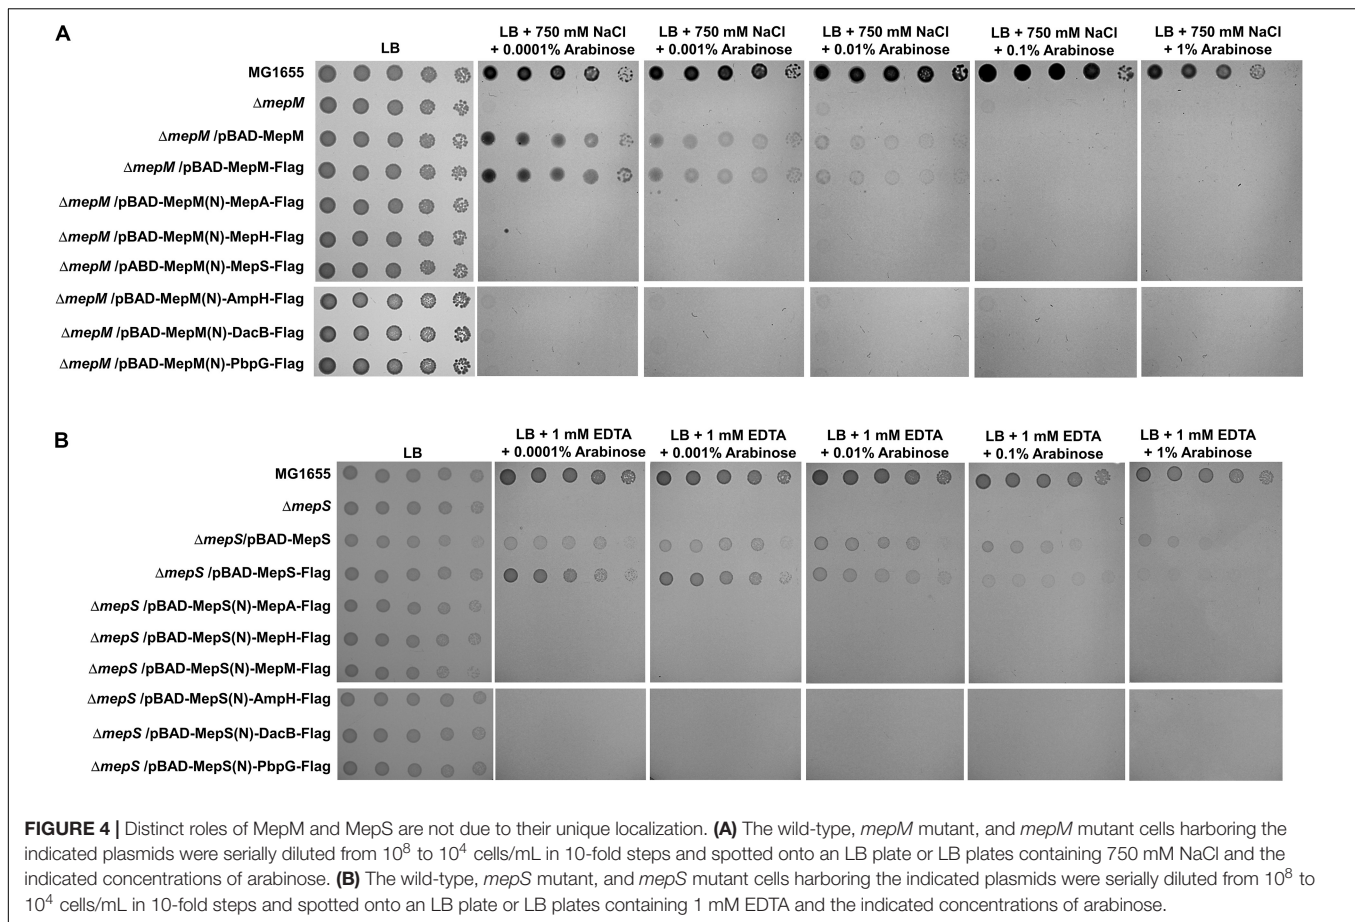 A
LB
LB + 750 mM NaCl
+ 0.0001% Arabinose
LB + 750 mM NaCl
+ 0.001% Arabinose
LB + 750 mM NaCl
+ 0.01% Arabinose
LB + 750 mM NaCl
+ 0.1% Arabinose
LB + 750 mM NaCl
+ 1% Arabinose
MG1655
ΔmepM
ΔmepM /pBAD-MepM
ΔmepM /pBAD-MepM-Flag
ΔmepM /pBAD-MepM(N)-MepA-Flag
ΔmepM /pBAD-MepM(N)-MepH-Flag
ΔmepM /pABD-MepM(N)-MepS-Flag
ΔmepM /pBAD-MepM(N)-AmpH-Flag
ΔmepM /pBAD-MepM(N)-DacB-Flag
ΔmepM /pBAD-MepM(N)-PbpG-Flag
B
LB
LB + 1 mM EDTA
+ 0.0001% Arabinose
LB + 1 mM EDTA
+ 0.001% Arabinose
LB + 1 mM EDTA
+ 0.01% Arabinose
LB + 1 mM EDTA
+ 0.1% Arabinose
LB + 1 mM EDTA
+ 1% Arabinose
MG1655
ΔmepS
ΔmepS/pBAD-MepS
ΔmepS /pBAD-MepS-Flag
ΔmepS /pBAD-MepS(N)-MepA-Flag
ΔmepS /pBAD-MepS(N)-MepH-Flag
ΔmepS /pBAD-MepS(N)-MepM-Flag
ΔmepS /pBAD-MepS(N)-AmpH-Flag
ΔmepS /pBAD-MepS(N)-DacB-Flag
ΔmepS /pBAD-MepS(N)-PbpG-Flag
FIGURE 4 | Distinct roles of MepM and MepS are not due to their unique localization. (A) The wild-type, mepM mutant, and mepM mutant cells harboring the
indicated plasmids were serially diluted from 10⁸ to 10⁴ cells/mL in 10-fold steps and spotted onto an LB plate or LB plates containing 750 mM NaCl and the
indicated concentrations of arabinose. (B) The wild-type, mepS mutant, and mepS mutant cells harboring the indicated plasmids were serially diluted from 10⁸ to
10⁴ cells/mL in 10-fold steps and spotted onto an LB plate or LB plates containing 1 mM EDTA and the indicated concentrations of arabinose.